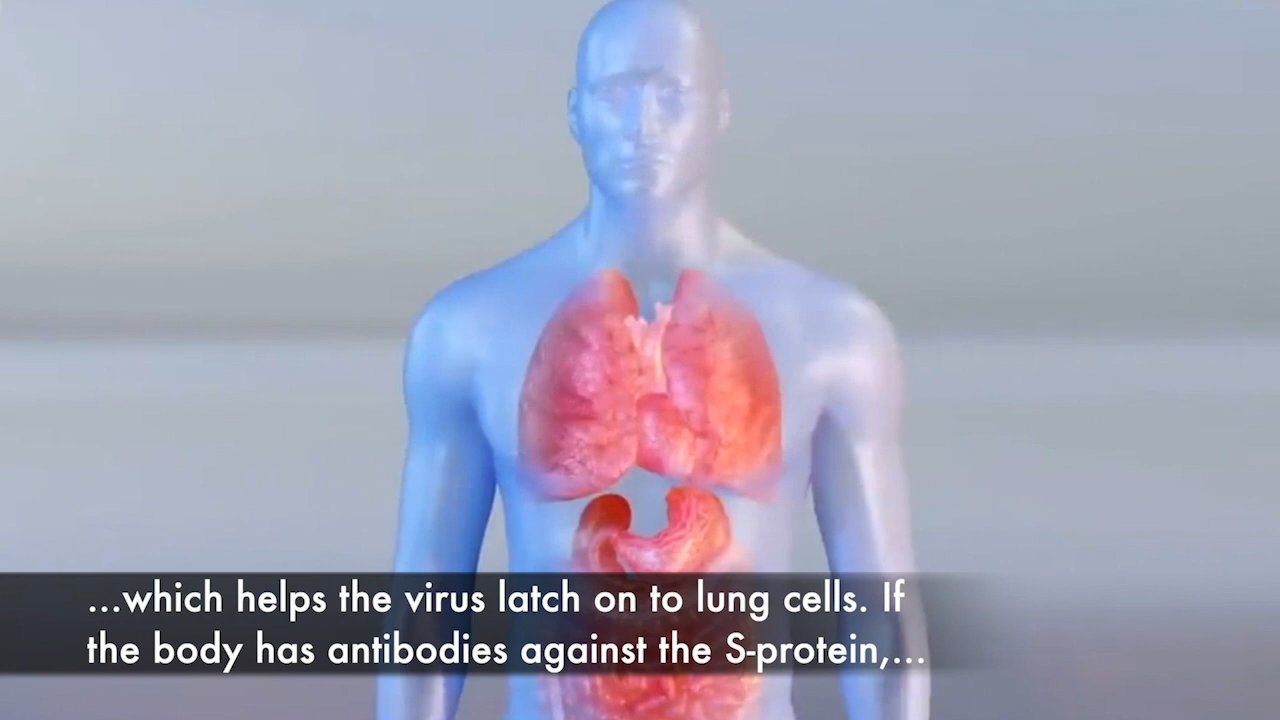 ...which helps the virus latch on to lung cells. If
the body has antibodies against the S-protein,...